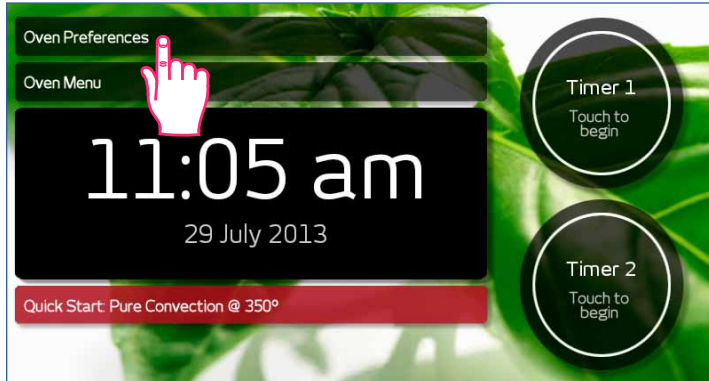 Oven Preferences
Oven Menu
11:05 am
29 July 2013
Quick Start: Pure Convection @ 350°
Timer 1
Touch to
begin
Timer 2
Touch to
begin